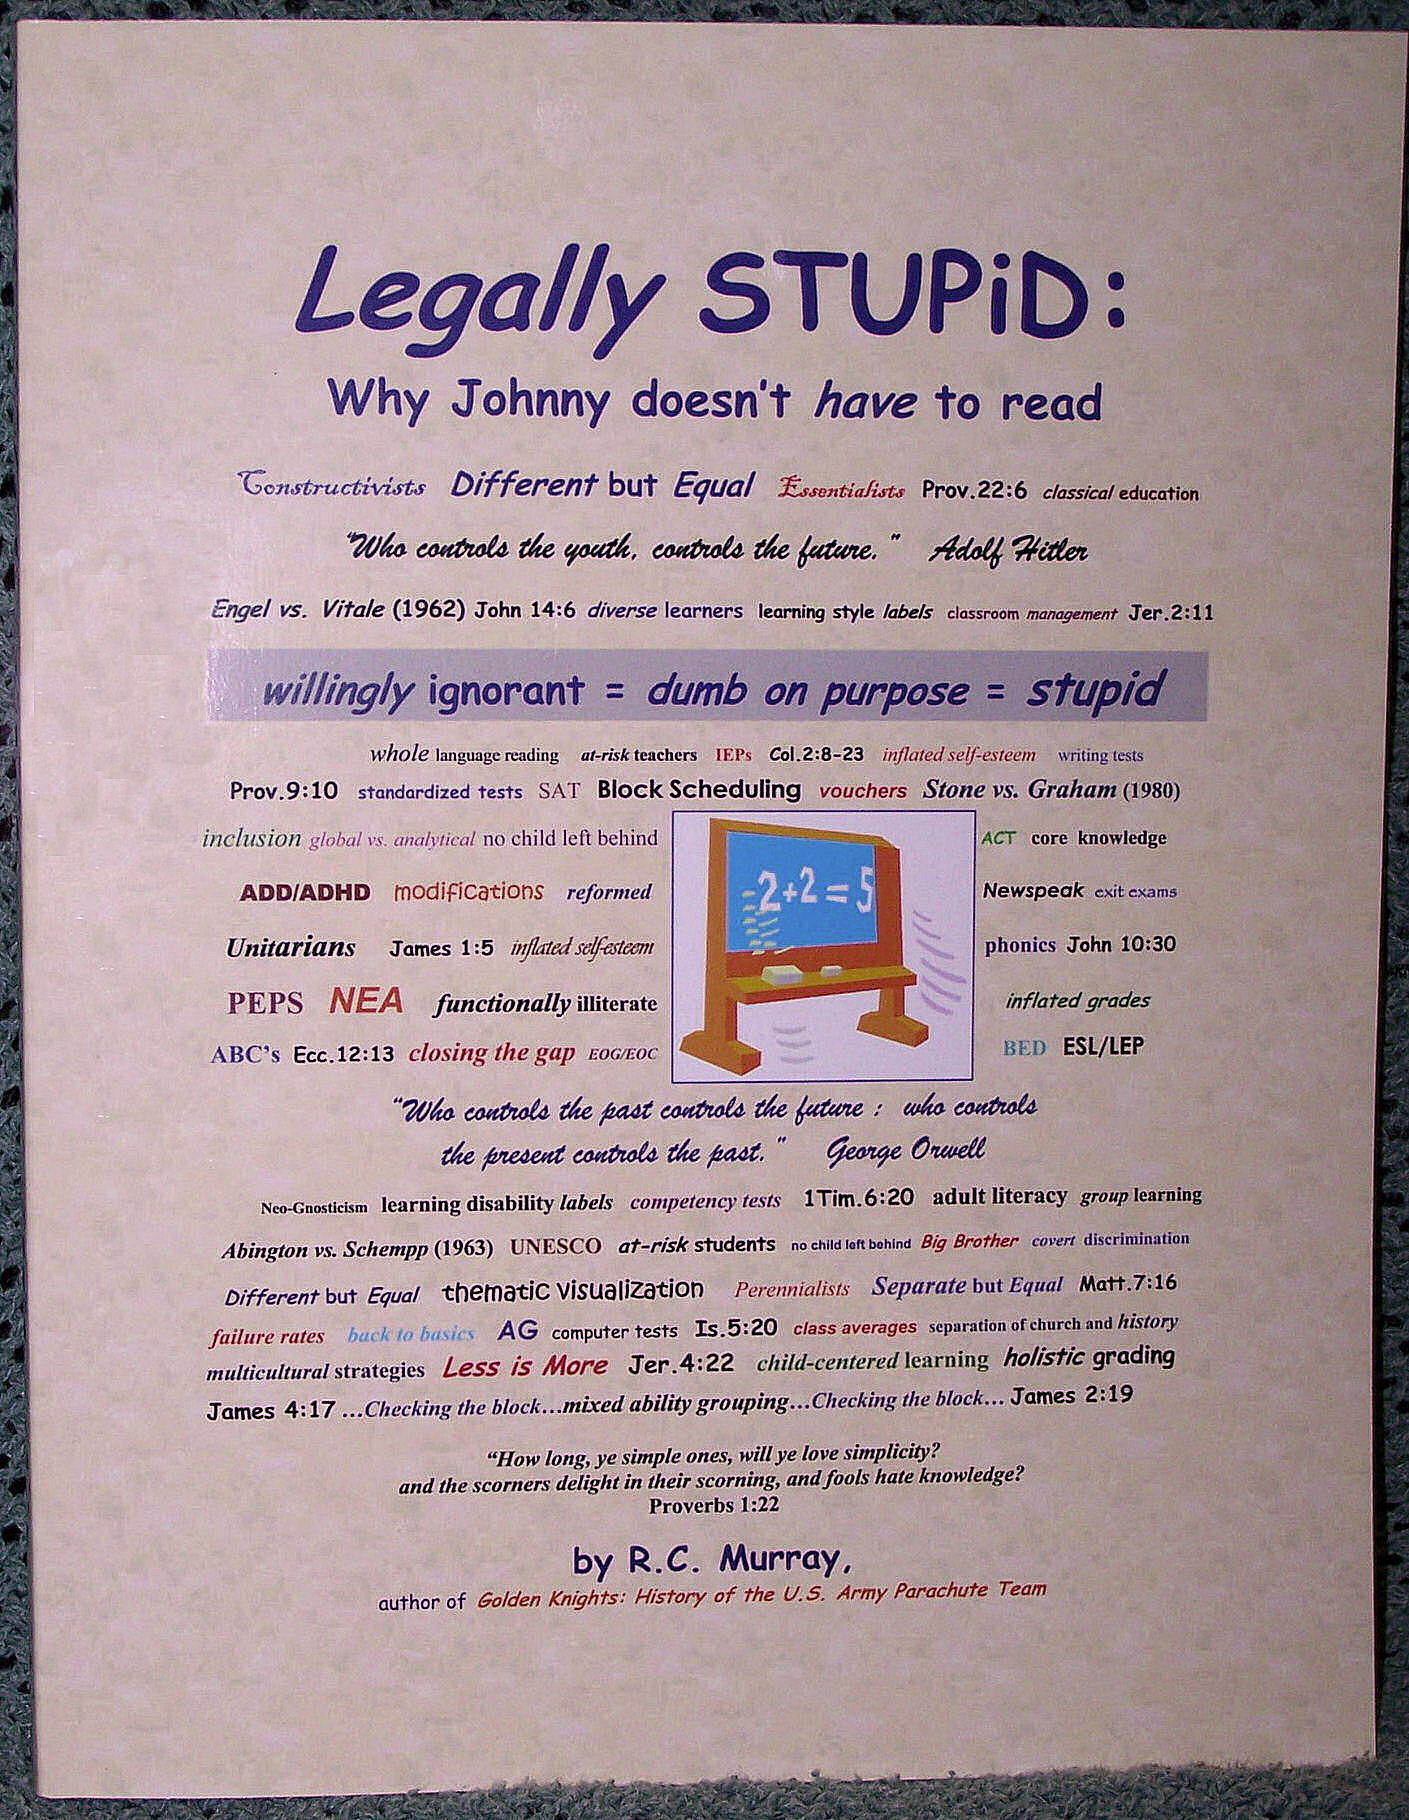 Legally STUPiD:
Why Johnny doesn't have to read
Constructivists Different but Equal Essentialists Prov.22:6 classical education
"Who controls the youth, controls the future." Adolf Hitler
Engel vs. Vitale (1962) John 14:6 diverse learners learning style labels classroom management Jer.2:11
willingly ignorant = dumb on purpose = stupid
whole language reading at-risk teachers IEPs Col.2:8-23 inflated self-esteem writing tests
Prov.9:10 standardized tests SAT Block Scheduling vouchers Stone vs. Graham (1980)
inclusion global vs. analytical no child left behind
ADD/ADHD modifications reformed
Unitarians James 1:5 inflated self-esteem
PEPS NEA functionally illiterate
ABC's Ecc.12:13 closing the gap EOG/EOC
2+2=5
ACT core knowledge
Newspeak exit exams
phonics John 10:30
inflated grades
BED ESL/LEP
"Who controls the past controls the future : who controls
the present controls the past." George Orwell
Neo-Gnosticism learning disability labels competency tests 1Tim.6:20 adult literacy group learning
Abington vs. Schempp (1963) UNESCO at-risk students no child left behind Big Brother covert discrimination
Different but Equal thematic visualization Perennialists Separate but Equal Matt.7:16
failure rates back to basics AG computer tests Is.5:20 class averages separation of church and history
multicultural strategies Less is More Jer.4:22 child-centered learning holistic grading
James 4:17 ...Checking the block...mixed ability grouping...Checking the block... James 2:19
"How long, ye simple ones, will ye love simplicity?
and the scorners delight in their scorning, and fools hate knowledge?
Proverbs 1:22
by R.C. Murray,
author of Golden Knights: History of the U.S. Army Parachute Team